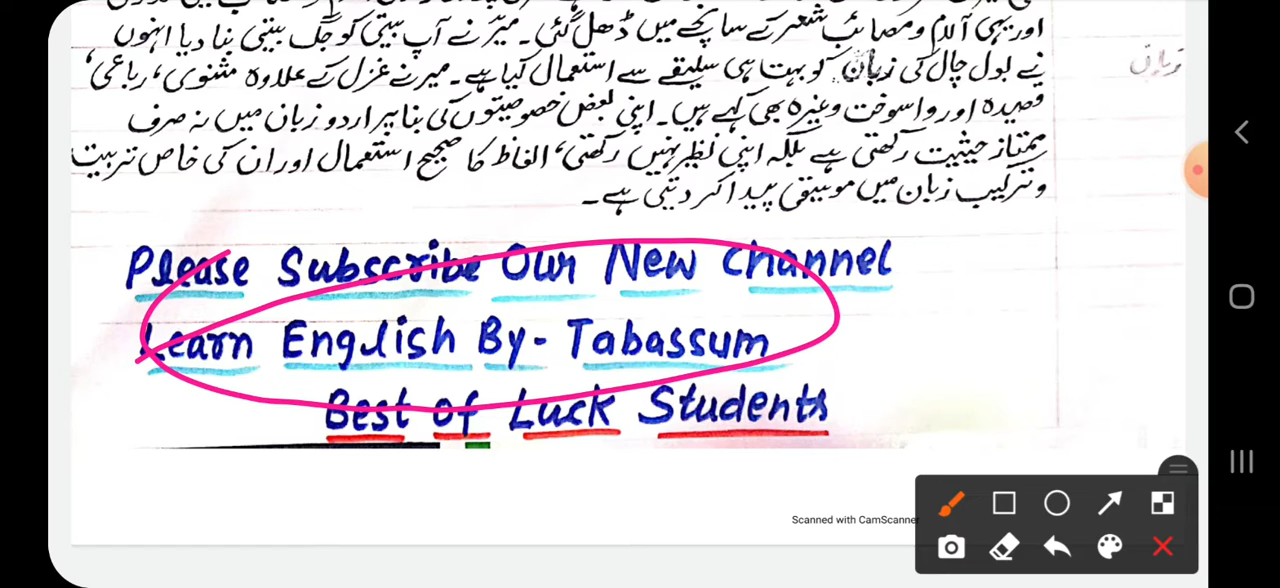 اور یہی آلام و مصائب شعر کے سانچے میں ڈھل گئی۔ میر نے آپ بیتی کو جگ بیتی بنا دیا انہوں
نے بول چال کی زبان کو بہت ہی سلیقے سے استعمال کیا ہے۔ میر نے غزل کے علاوہ مثنوی، رباعی،
قصیدہ اور واسوخت وغیرہ بھی کہے ہیں۔ اپنی بعض خصوصیتوں کی بنا پر اردو زبان میں نہ صرف
ممتاز حیثیت رکھتی ہے بلکہ اپنی نظیر نہیں رکھتی، الفاظ کا صحیح استعمال اور ان کی خاص تربیت
و ترکیب زبان میں موسیقی پیدا کر دیتی ہے۔
Please Subscribe Our New Channel
Learn English By- Tabassum
Best of Luck Students
Scanned with CamScanner